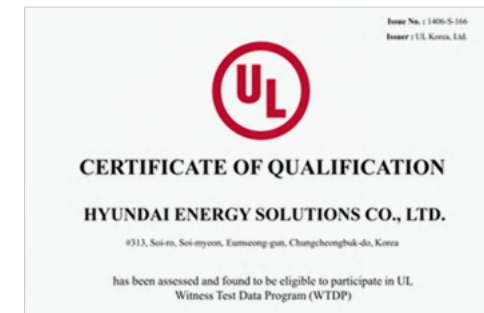 Issue No. : 1406-S-166
Issuer : UL Korea, Ltd.
UL
CERTIFICATE OF QUALIFICATION
HYUNDAI ENERGY SOLUTIONS CO., LTD.
#313, Soi-ro, Soi-myeon, Eumseong-gun, Chungcheongbuk-do, Korea
has been assessed and found to be eligible to participate in UL
Witness Test Data Program (WTDP)